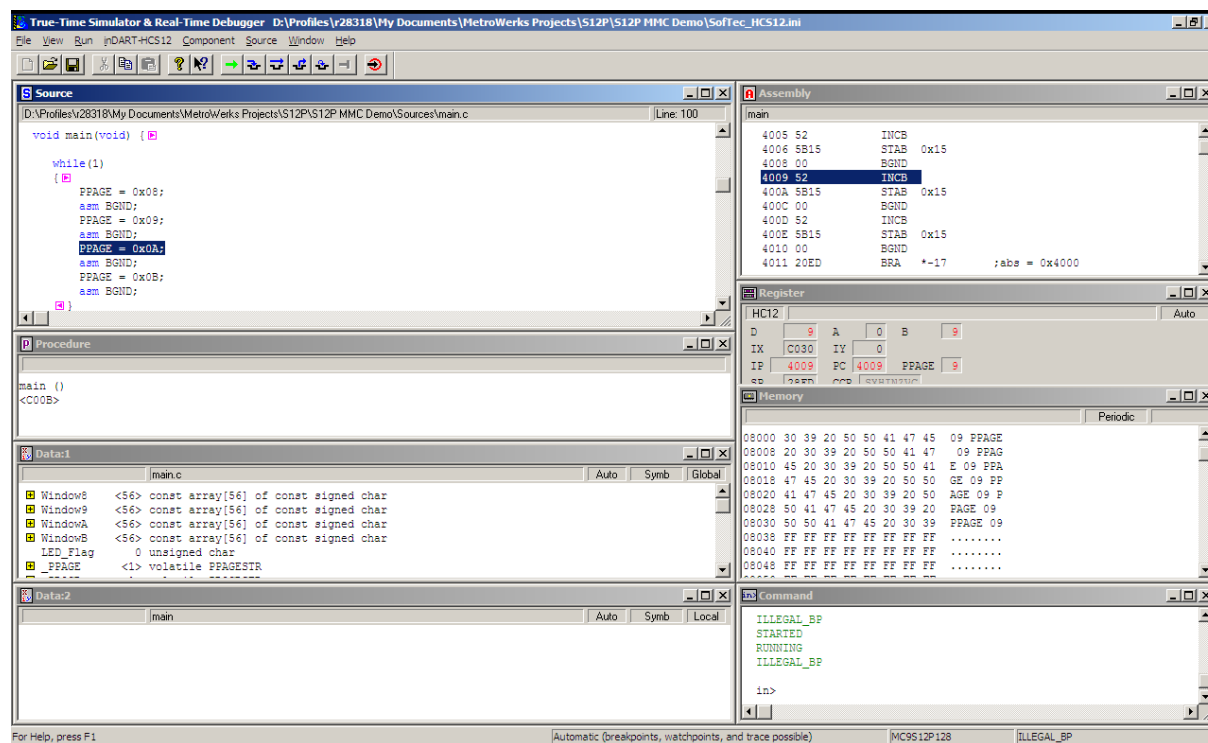 True-Time Simulator & Real-Time Debugger D:\Profiles\r28318\My Documents\MetroWerks Projects\S12P\S12P MMC Demo\SofTec_HCS12.ini
File View Run inDART-HCS12 Component Source Window Help
Source
D:\Profiles\r28318\My Documents\MetroWerks Projects\S12P\S12P MMC Demo\Sources\main.c Line: 100
void main(void) {
while(1)
{
PPAGE = 0x08;
asm BGND;
PPAGE = 0x09;
asm BGND;
PPAGE = 0x0A;
asm BGND;
PPAGE = 0x0B;
asm BGND;
}
Procedure
main ()
<C00B>
Data:1
main.c Auto Symb Global
Window8 <56> const array[56] of const signed char
Window9 <56> const array[56] of const signed char
WindowA <56> const array[56] of const signed char
WindowB <56> const array[56] of const signed char
LED_Flag 0 unsigned char
_PPAGE <1> volatile PPAGESTR
Data:2
main Auto Symb Local
Assembly
main
4005 52 INCB
4006 5B15 STAB 0x15
4008 00 BGND
4009 52 INCB
400A 5B15 STAB 0x15
400C 00 BGND
400D 52 INCB
400E 5B15 STAB 0x15
4010 00 BGND
4011 20ED BRA *-17 ;abs = 0x4000
Register
HC12 Auto
D 9 A 0 B 9
IX C030 IY 0
IP 4009 PC 4009 PPAGE 9
Memory
Periodic
08000 30 39 20 50 50 41 47 45 09 PPAGE
08008 20 30 39 20 50 50 41 47 09 PPAG
08010 45 20 30 39 20 50 50 41 E 09 PPA
08018 47 45 20 30 39 20 50 50 GE 09 PP
08020 41 47 45 20 30 39 20 50 AGE 09 P
08028 50 41 47 45 20 30 39 20 PAGE 09
08030 50 50 41 47 45 20 30 39 PPAGE 09
08038 FF FF FF FF FF FF FF FF ........
08040 FF FF FF FF FF FF FF FF ........
08048 FF FF FF FF FF FF FF FF ........
Command
ILLEGAL_BP
STARTED
RUNNING
ILLEGAL_BP
in>
For Help, press F1 Automatic (breakpoints, watchpoints, and trace possible) MC9S12P128 ILLEGAL_BP